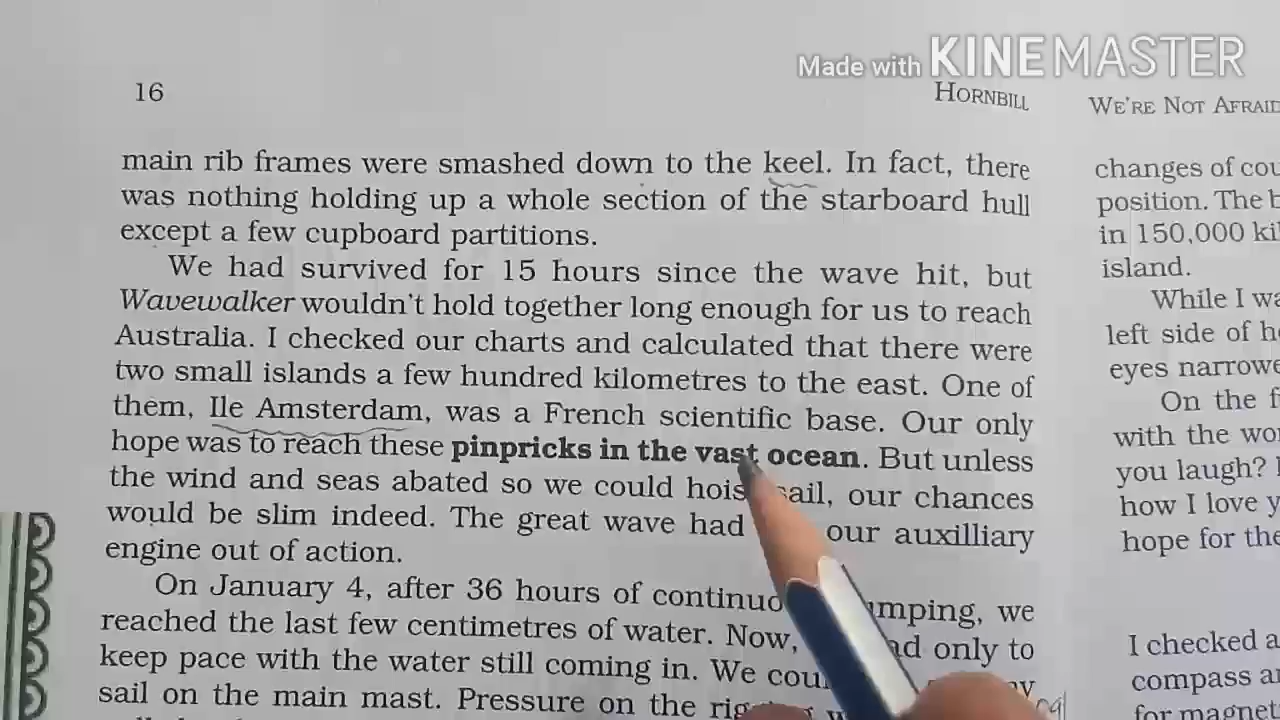 Made with KINEMASTER
16
HORNBILL
main rib frames were smashed down to the keel. In fact, there
was nothing holding up a whole section of the starboard hull
except a few cupboard partitions.
We had survived for 15 hours since the wave hit, but
Wavewalker wouldn't hold together long enough for us to reach
Australia. I checked our charts and calculated that there were
two small islands a few hundred kilometres to the east. One of
them, Ile Amsterdam, was a French scientific base. Our only
hope was to reach these pinpricks in the vast ocean. But unless
the wind and seas abated so we could hois sail, our chances
would be slim indeed. The great wave had our auxilliary
engine out of action.
On January 4, after 36 hours of continuo umping, we
reached the last few centimetres of water. Now, ad only to
keep pace with the water still coming in. We cou
sail on the main mast. Pressure on the rig
WE'RE NOT AFRAID
changes of cou
position. The b
in 150,000 kil
island.
While I wa
left side of h
eyes narrowe
On the f
with the wo
you laugh?
how I love y
hope for the
I checked a
compass a
for magnet